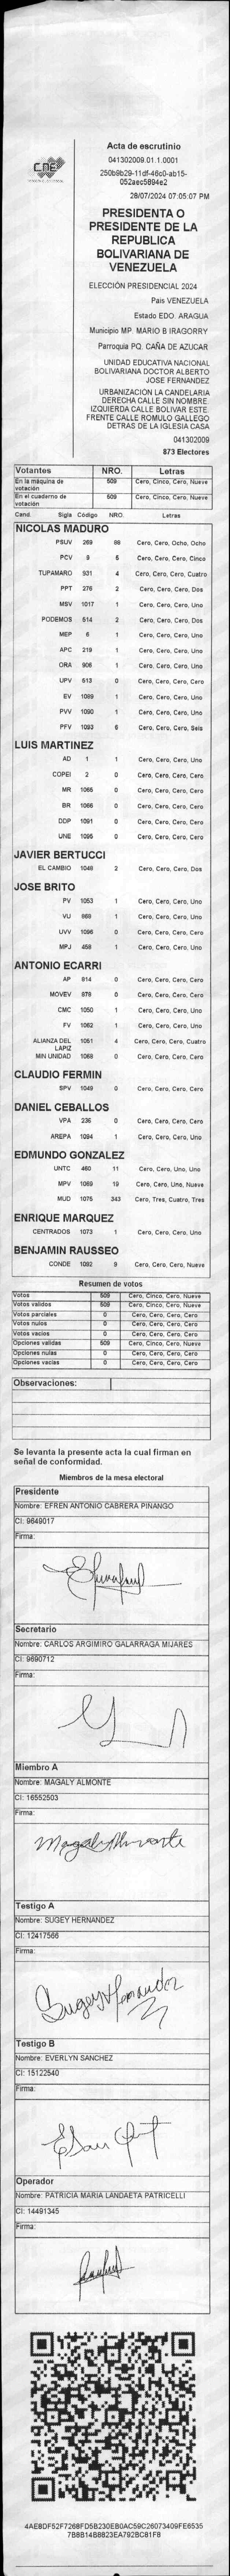 CNE
Acta de escrutinio
041302009.01.1.0001
250b9b29-11df-46c0-ab15-
052aec5894e2
28/07/2024 07:05:07 PM
PRESIDENTA O
PRESIDENTE DE LA
REPUBLICA
BOLIVARIANA DE
VENEZUELA
ELECCIÓN PRESIDENCIAL 2024
Pais VENEZUELA
Estado EDO. ARAGUA
Municipio MP. MARIO B IRAGORRY
Parroquia PQ. CAÑA DE AZUCAR
UNIDAD EDUCATIVA NACIONAL
BOLIVARIANA DOCTOR ALBERTO
JOSE FERNANDEZ
URBANIZACIÓN LA CANDELARIA
DERECHA CALLE SIN NOMBRE.
IZQUIERDA CALLE BOLIVAR ESTE.
FRENTE CALLE ROMULO GALLEGO
DETRAS DE LA IGLESIA CASA
041302009
873 Electores
Votantes NRO. Letras
En la máquina de votación 509 Cero, Cinco, Cero, Nueve
En el cuaderno de votación 509 Cero, Cinco, Cero, Nueve
Cand. Sigla Código NRO. Letras
NICOLAS MADURO
PSUV 269 88 Cero, Cero, Ocho, Ocho
PCV 9 5 Cero, Cero, Cero, Cinco
TUPAMARO 931 4 Cero, Cero, Cero, Cuatro
PPT 276 2 Cero, Cero, Cero, Dos
MSV 1017 1 Cero, Cero, Cero, Uno
PODEMOS 514 2 Cero, Cero, Cero, Dos
MEP 6 1 Cero, Cero, Cero, Uno
APC 219 1 Cero, Cero, Cero, Uno
ORA 906 1 Cero, Cero, Cero, Uno
UPV 513 0 Cero, Cero, Cero, Cero
EV 1089 1 Cero, Cero, Cero, Uno
PVV 1090 1 Cero, Cero, Cero, Uno
PFV 1093 6 Cero, Cero, Cero, Seis
LUIS MARTINEZ
AD 1 1 Cero, Cero, Cero, Uno
COPEI 2 0 Cero, Cero, Cero, Cero
MR 1065 0 Cero, Cero, Cero, Cero
BR 1066 0 Cero, Cero, Cero, Cero
DDP 1091 0 Cero, Cero, Cero, Cero
UNE 1095 0 Cero, Cero, Cero, Cero
JAVIER BERTUCCI
EL CAMBIO 1048 2 Cero, Cero, Cero, Dos
JOSE BRITO
PV 1053 1 Cero, Cero, Cero, Uno
VU 868 1 Cero, Cero, Cero, Uno
UVV 1096 0 Cero, Cero, Cero, Cero
MPJ 458 1 Cero, Cero, Cero, Uno
ANTONIO ECARRI
AP 814 0 Cero, Cero, Cero, Cero
MOVEV 978 0 Cero, Cero, Cero, Cero
CMC 1050 1 Cero, Cero, Cero, Uno
FV 1062 1 Cero, Cero, Cero, Uno
ALIANZA DEL LAPIZ 1051 4 Cero, Cero, Cero, Cuatro
MIN UNIDAD 1068 0 Cero, Cero, Cero, Cero
CLAUDIO FERMIN
SPV 1049 0 Cero, Cero, Cero, Cero
DANIEL CEBALLOS
VPA 236 0 Cero, Cero, Cero, Cero
AREPA 1094 1 Cero, Cero, Cero, Uno
EDMUNDO GONZALEZ
UNTC 460 11 Cero, Cero, Uno, Uno
MPV 1069 19 Cero, Cero, Uno, Nueve
MUD 1075 343 Cero, Tres, Cuatro, Tres
ENRIQUE MARQUEZ
CENTRADOS 1073 1 Cero, Cero, Cero, Uno
BENJAMIN RAUSSEO
CONDE 1092 9 Cero, Cero, Cero, Nueve
Resumen de votos
Votos 509 Cero, Cinco, Cero, Nueve
Votos validos 509 Cero, Cinco, Cero, Nueve
Votos parciales 0 Cero, Cero, Cero, Cero
Votos nulos 0 Cero, Cero, Cero, Cero
Votos vacios 0 Cero, Cero, Cero, Cero
Opciones validas 509 Cero, Cinco, Cero, Nueve
Opciones nulas 0 Cero, Cero, Cero, Cero
Opciones vacias 0 Cero, Cero, Cero, Cero
Observaciones:
Se levanta la presente acta la cual firman en
señal de conformidad.
Miembros de la mesa electoral
Presidente
Nombre: EFREN ANTONIO CABRERA PINANGO
CI: 9649017
Firma:
Secretario
Nombre: CARLOS ARGIMIRO GALARRAGA MIJARES
CI: 9690712
Firma:
Miembro A
Nombre: MAGALY ALMONTE
CI: 16552503
Firma:
Magaly Almonte
Testigo A
Nombre: SUGEY HERNANDEZ
CI: 12417566
Firma:
Sugey Hernandez
Testigo B
Nombre: EVERLYN SANCHEZ
CI: 15122540
Firma:
Operador
Nombre: PATRICIA MARIA LANDAETA PATRICELLI
CI: 14491345
Firma:
4AE8DF52F7268FD5B230EB0AC59C26073409FE6535
7B8B14B8823EA792BC81F8